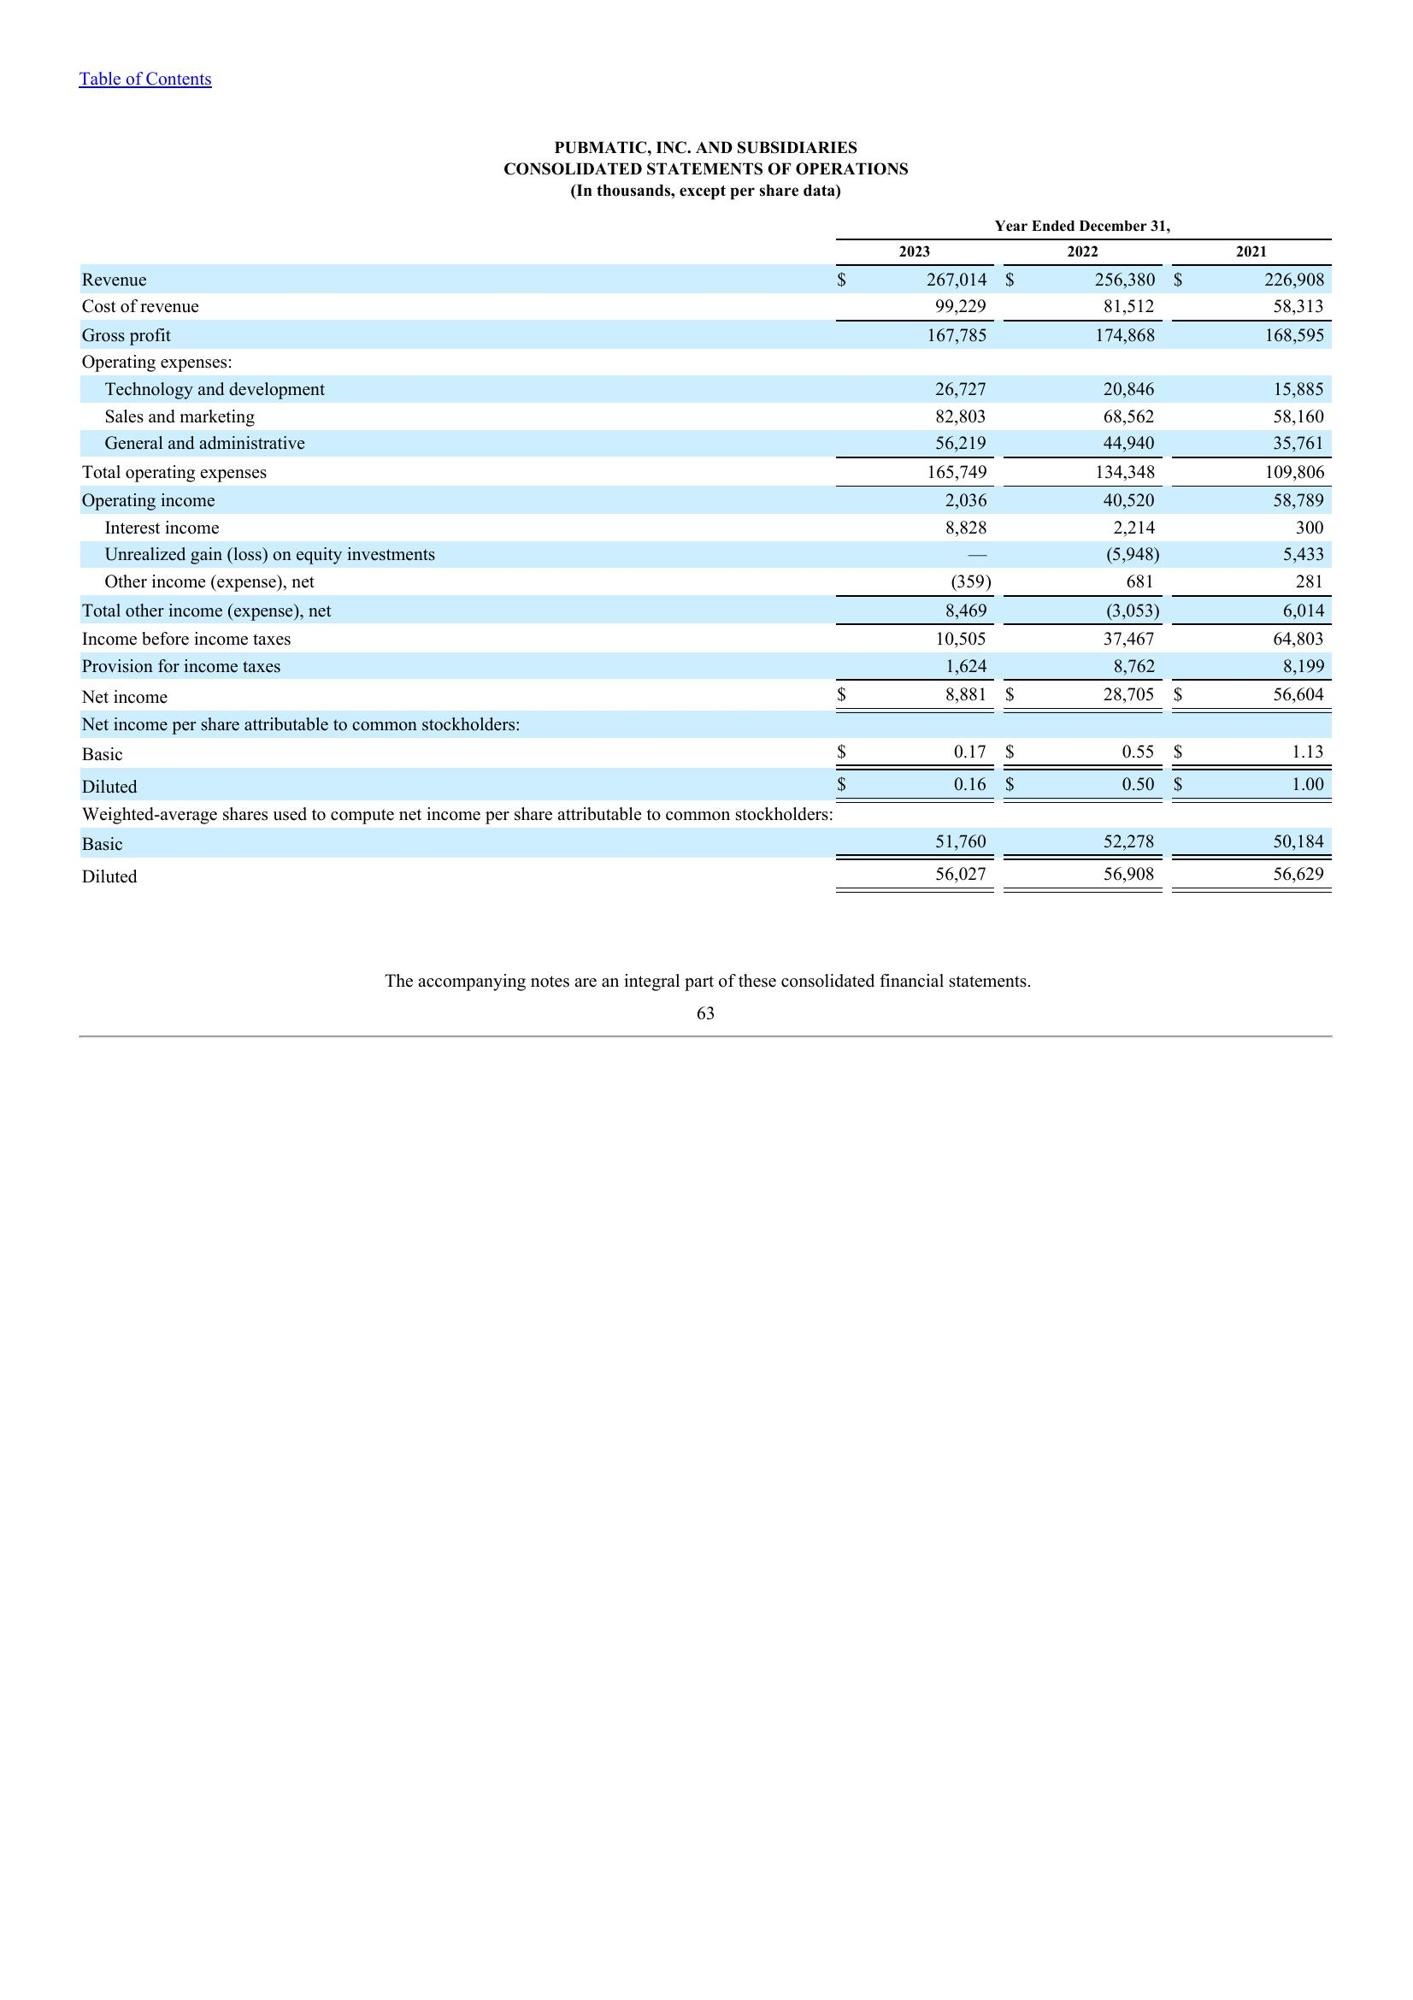 Table of Contents
PUBMATIC, INC. AND SUBSIDIARIES
CONSOLIDATED STATEMENTS OF OPERATIONS
(In thousands, except per share data)
Year Ended December 31,
2023 2022 2021
Revenue $ 267,014 $ 256,380 $ 226,908
Cost of revenue 99,229 81,512 58,313
Gross profit 167,785 174,868 168,595
Operating expenses:
Technology and development 26,727 20,846 15,885
Sales and marketing 82,803 68,562 58,160
General and administrative 56,219 44,940 35,761
Total operating expenses 165,749 134,348 109,806
Operating income 2,036 40,520 58,789
Interest income 8,828 2,214 300
Unrealized gain (loss) on equity investments — (5,948) 5,433
Other income (expense), net (359) 681 281
Total other income (expense), net 8,469 (3,053) 6,014
Income before income taxes 10,505 37,467 64,803
Provision for income taxes 1,624 8,762 8,199
Net income $ 8,881 $ 28,705 $ 56,604
Net income per share attributable to common stockholders:
Basic $ 0.17 $ 0.55 $ 1.13
Diluted $ 0.16 $ 0.50 $ 1.00
Weighted-average shares used to compute net income per share attributable to common stockholders:
Basic 51,760 52,278 50,184
Diluted 56,027 56,908 56,629
The accompanying notes are an integral part of these consolidated financial statements.
63